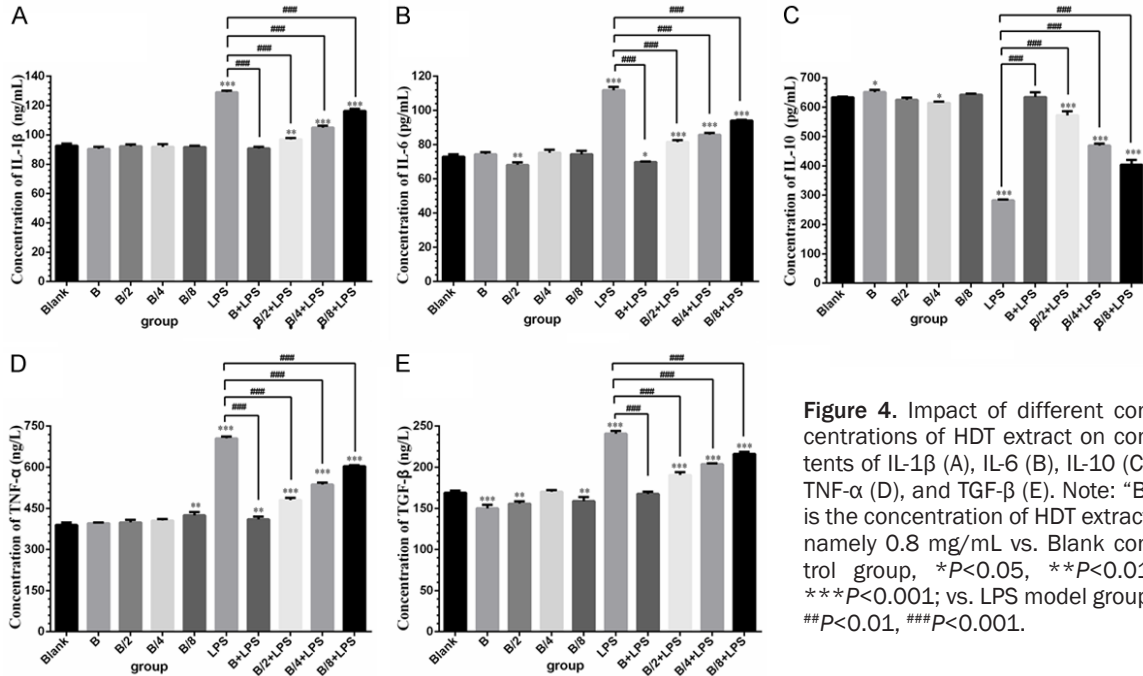 A
Concentration of IL-1β (ng/mL)
140
120
100
80
60
40
20
0
***
**
***
***
###
###
###
###
Blank
B
B/2
B/4
B/8
LPS
B+LPS
B/2+LPS
B/4+LPS
B/8+LPS
group
B
Concentration of IL-6 (pg/mL)
120
100
80
60
40
20
0
**
***
*
***
***
***
###
###
###
###
Blank
B
B/2
B/4
B/8
LPS
B+LPS
B/2+LPS
B/4+LPS
B/8+LPS
group
C
Concentration of IL-10 (pg/mL)
700
600
500
400
300
200
100
0
*
*
***
***
***
***
###
###
###
###
Blank
B
B/2
B/4
B/8
LPS
B+LPS
B/2+LPS
B/4+LPS
B/8+LPS
group
D
Concentration of TNF-α (ng/L)
750
600
450
300
150
0
**
***
**
***
***
***
###
###
###
###
Blank
B
B/2
B/4
B/8
LPS
B+LPS
B/2+LPS
B/4+LPS
B/8+LPS
group
E
Concentration of TGF-β (ng/L)
250
200
150
100
50
0
***
**
**
***
***
***
***
###
###
###
###
Blank
B
B/2
B/4
B/8
LPS
B+LPS
B/2+LPS
B/4+LPS
B/8+LPS
group
Figure 4. Impact of different con
centrations of HDT extract on con
tents of IL-1β (A), IL-6 (B), IL-10 (C
TNF-α (D), and TGF-β (E). Note: “B
is the concentration of HDT extract
namely 0.8 mg/mL vs. Blank con
trol group, *P<0.05, **P<0.01
***P<0.001; vs. LPS model group
##P<0.01, ###P<0.001.